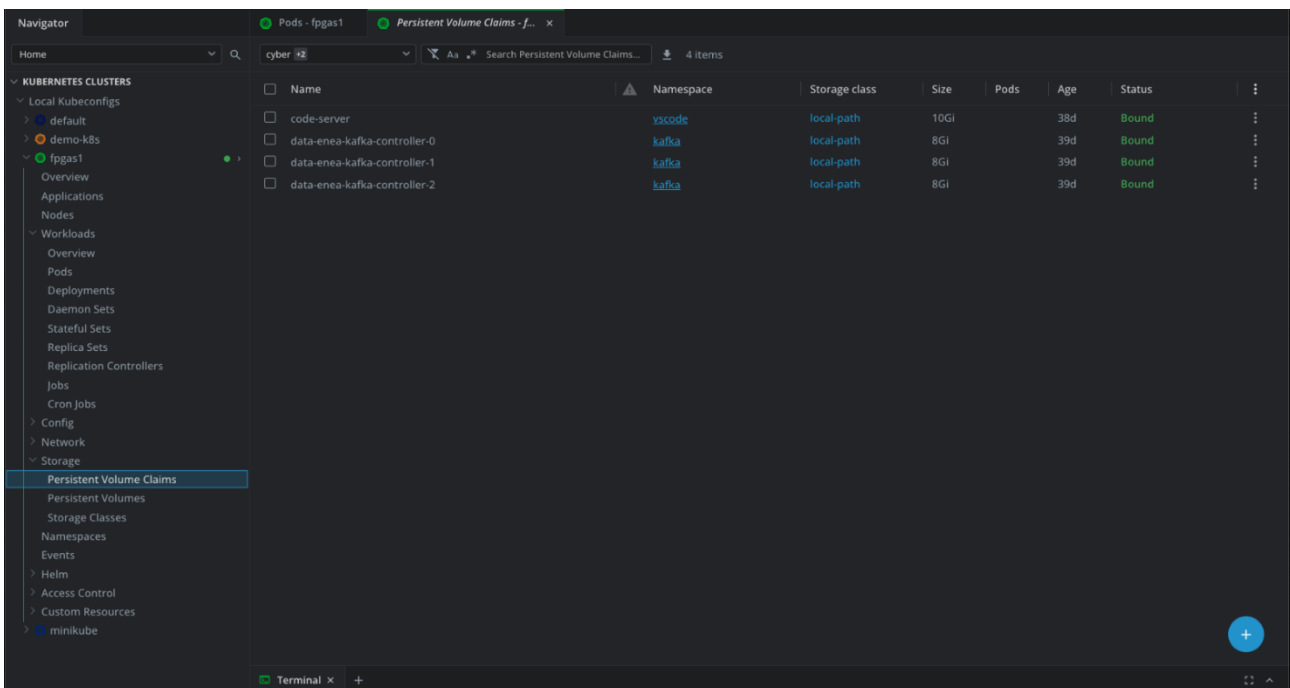 Navigator
Pods - fpgas1
Persistent Volume Claims - f... ×
Home
cyber +2
Aa .* Search Persistent Volume Claims...
4 items
KUBERNETES CLUSTERS
Local Kubeconfigs
default
demo-k8s
fpgas1
Overview
Applications
Nodes
Workloads
Overview
Pods
Deployments
Daemon Sets
Stateful Sets
Replica Sets
Replication Controllers
Jobs
Cron Jobs
Config
Network
Storage
Persistent Volume Claims
Persistent Volumes
Storage Classes
Namespaces
Events
Helm
Access Control
Custom Resources
minikube
Name Namespace Storage class Size Pods Age Status
code-server vscode local-path 10Gi 38d Bound
data-enea-kafka-controller-0 kafka local-path 8Gi 39d Bound
data-enea-kafka-controller-1 kafka local-path 8Gi 39d Bound
data-enea-kafka-controller-2 kafka local-path 8Gi 39d Bound
Terminal × +